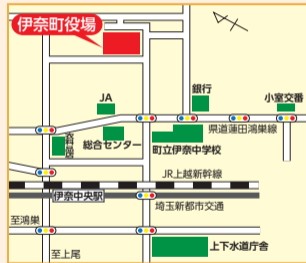 伊奈町役場
JA
銀行
小室交番
県道蓮田鴻巣線
総合センター
町立伊奈中学校
JR上越新幹線
伊奈中央駅
埼玉新都市交通
至鴻巣
至上尾
上下水道庁舎